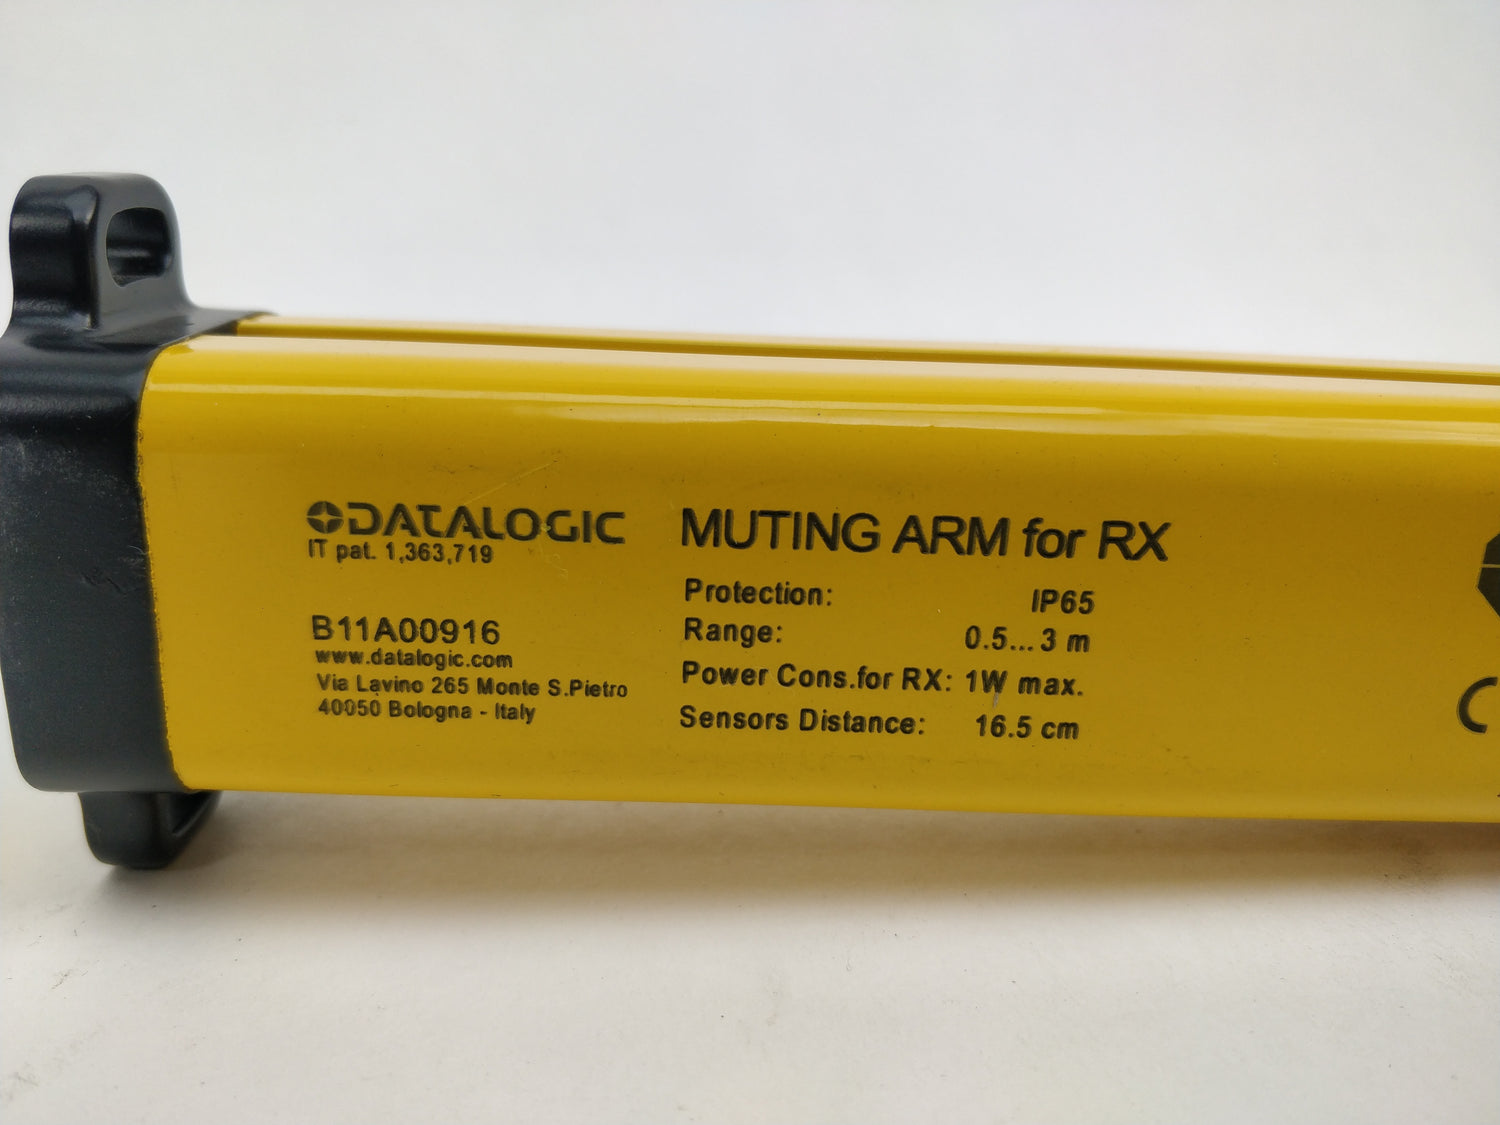 DATALOGIC
IT pat. 1,363,719
B11A00916
www.datalogic.com
Via Lavino 265 Monte S.Pietro
40050 Bologna - Italy
MUTING ARM for RX
Protection: IP65
Range: 0.5... 3 m
Power Cons.for RX: 1W max.
Sensors Distance: 16.5 cm